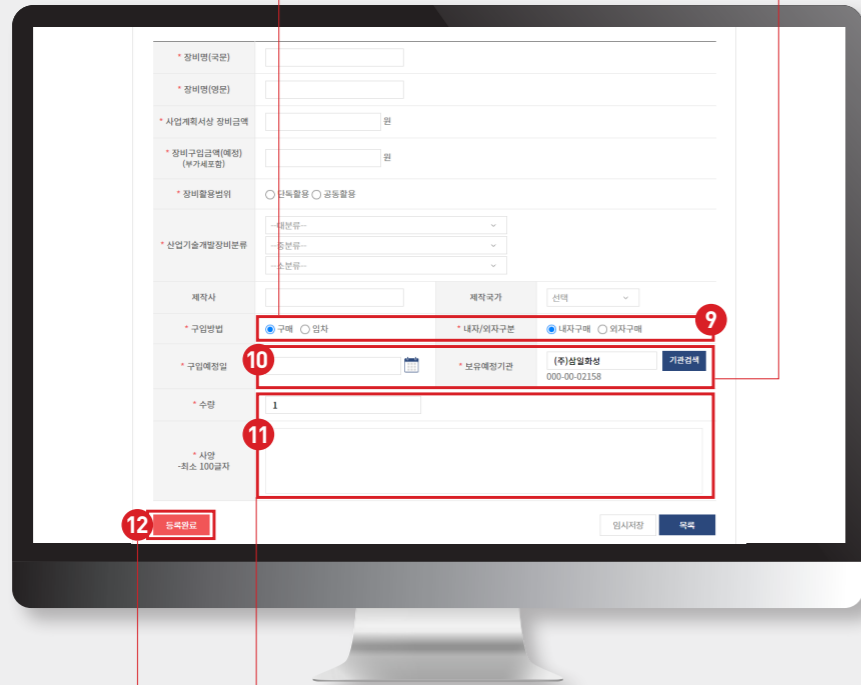 * 장비명(국문)
* 장비명(영문)
* 사업계획서상 장비금액 원
* 장비구입금액(예정)
(부가세포함) 원
* 장비활용범위 단독활용 공동활용
--대분류--
* 산업기술개발장비분류 --중분류--
--소분류--
제작사 제작국가 선택
* 구입방법 구매 임차 * 내자/외자구분 내자구매 외자구매 9
* 구입예정일 10 * 보유예정기관 (주)삼일화성 기관검색
000-00-02158
* 수량 1
11
* 사양
-최소 100글자
12 등록완료 임시저장 목록